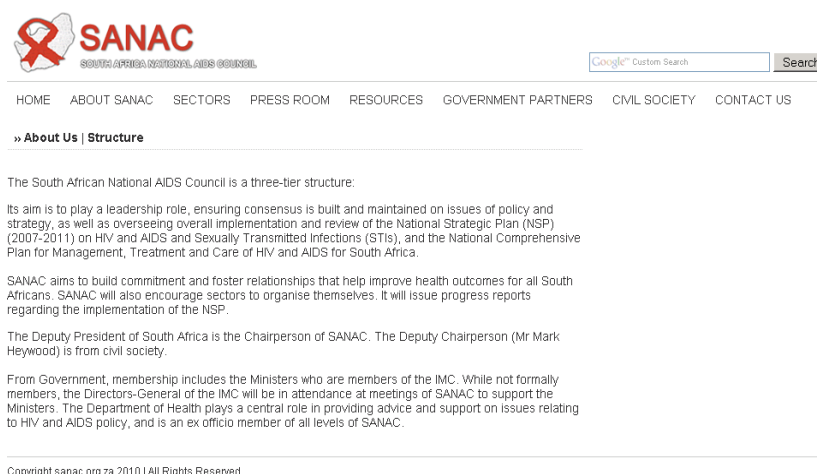 SANAC
SOUTH AFRICA NATIONAL AIDS COUNCIL
Google™ Custom Search
Search
HOME ABOUT SANAC SECTORS PRESS ROOM RESOURCES GOVERNMENT PARTNERS CIVIL SOCIETY CONTACT US
» About Us | Structure
The South African National AIDS Council is a three-tier structure:
Its aim is to play a leadership role, ensuring consensus is built and maintained on issues of policy and
strategy, as well as overseeing overall implementation and review of the National Strategic Plan (NSP)
(2007-2011) on HIV and AIDS and Sexually Transmitted Infections (STIs), and the National Comprehensive
Plan for Management, Treatment and Care of HIV and AIDS for South Africa.
SANAC aims to build commitment and foster relationships that help improve health outcomes for all South
Africans. SANAC will also encourage sectors to organise themselves. It will issue progress reports
regarding the implementation of the NSP.
The Deputy President of South Africa is the Chairperson of SANAC. The Deputy Chairperson (Mr Mark
Heywood) is from civil society.
From Government, membership includes the Ministers who are members of the IMC. While not formally
members, the Directors-General of the IMC will be in attendance at meetings of SANAC to support the
Ministers. The Department of Health plays a central role in providing advice and support on issues relating
to HIV and AIDS policy, and is an ex officio member of all levels of SANAC.
Copyright sanac.org.za 2010 | All Rights Reserved